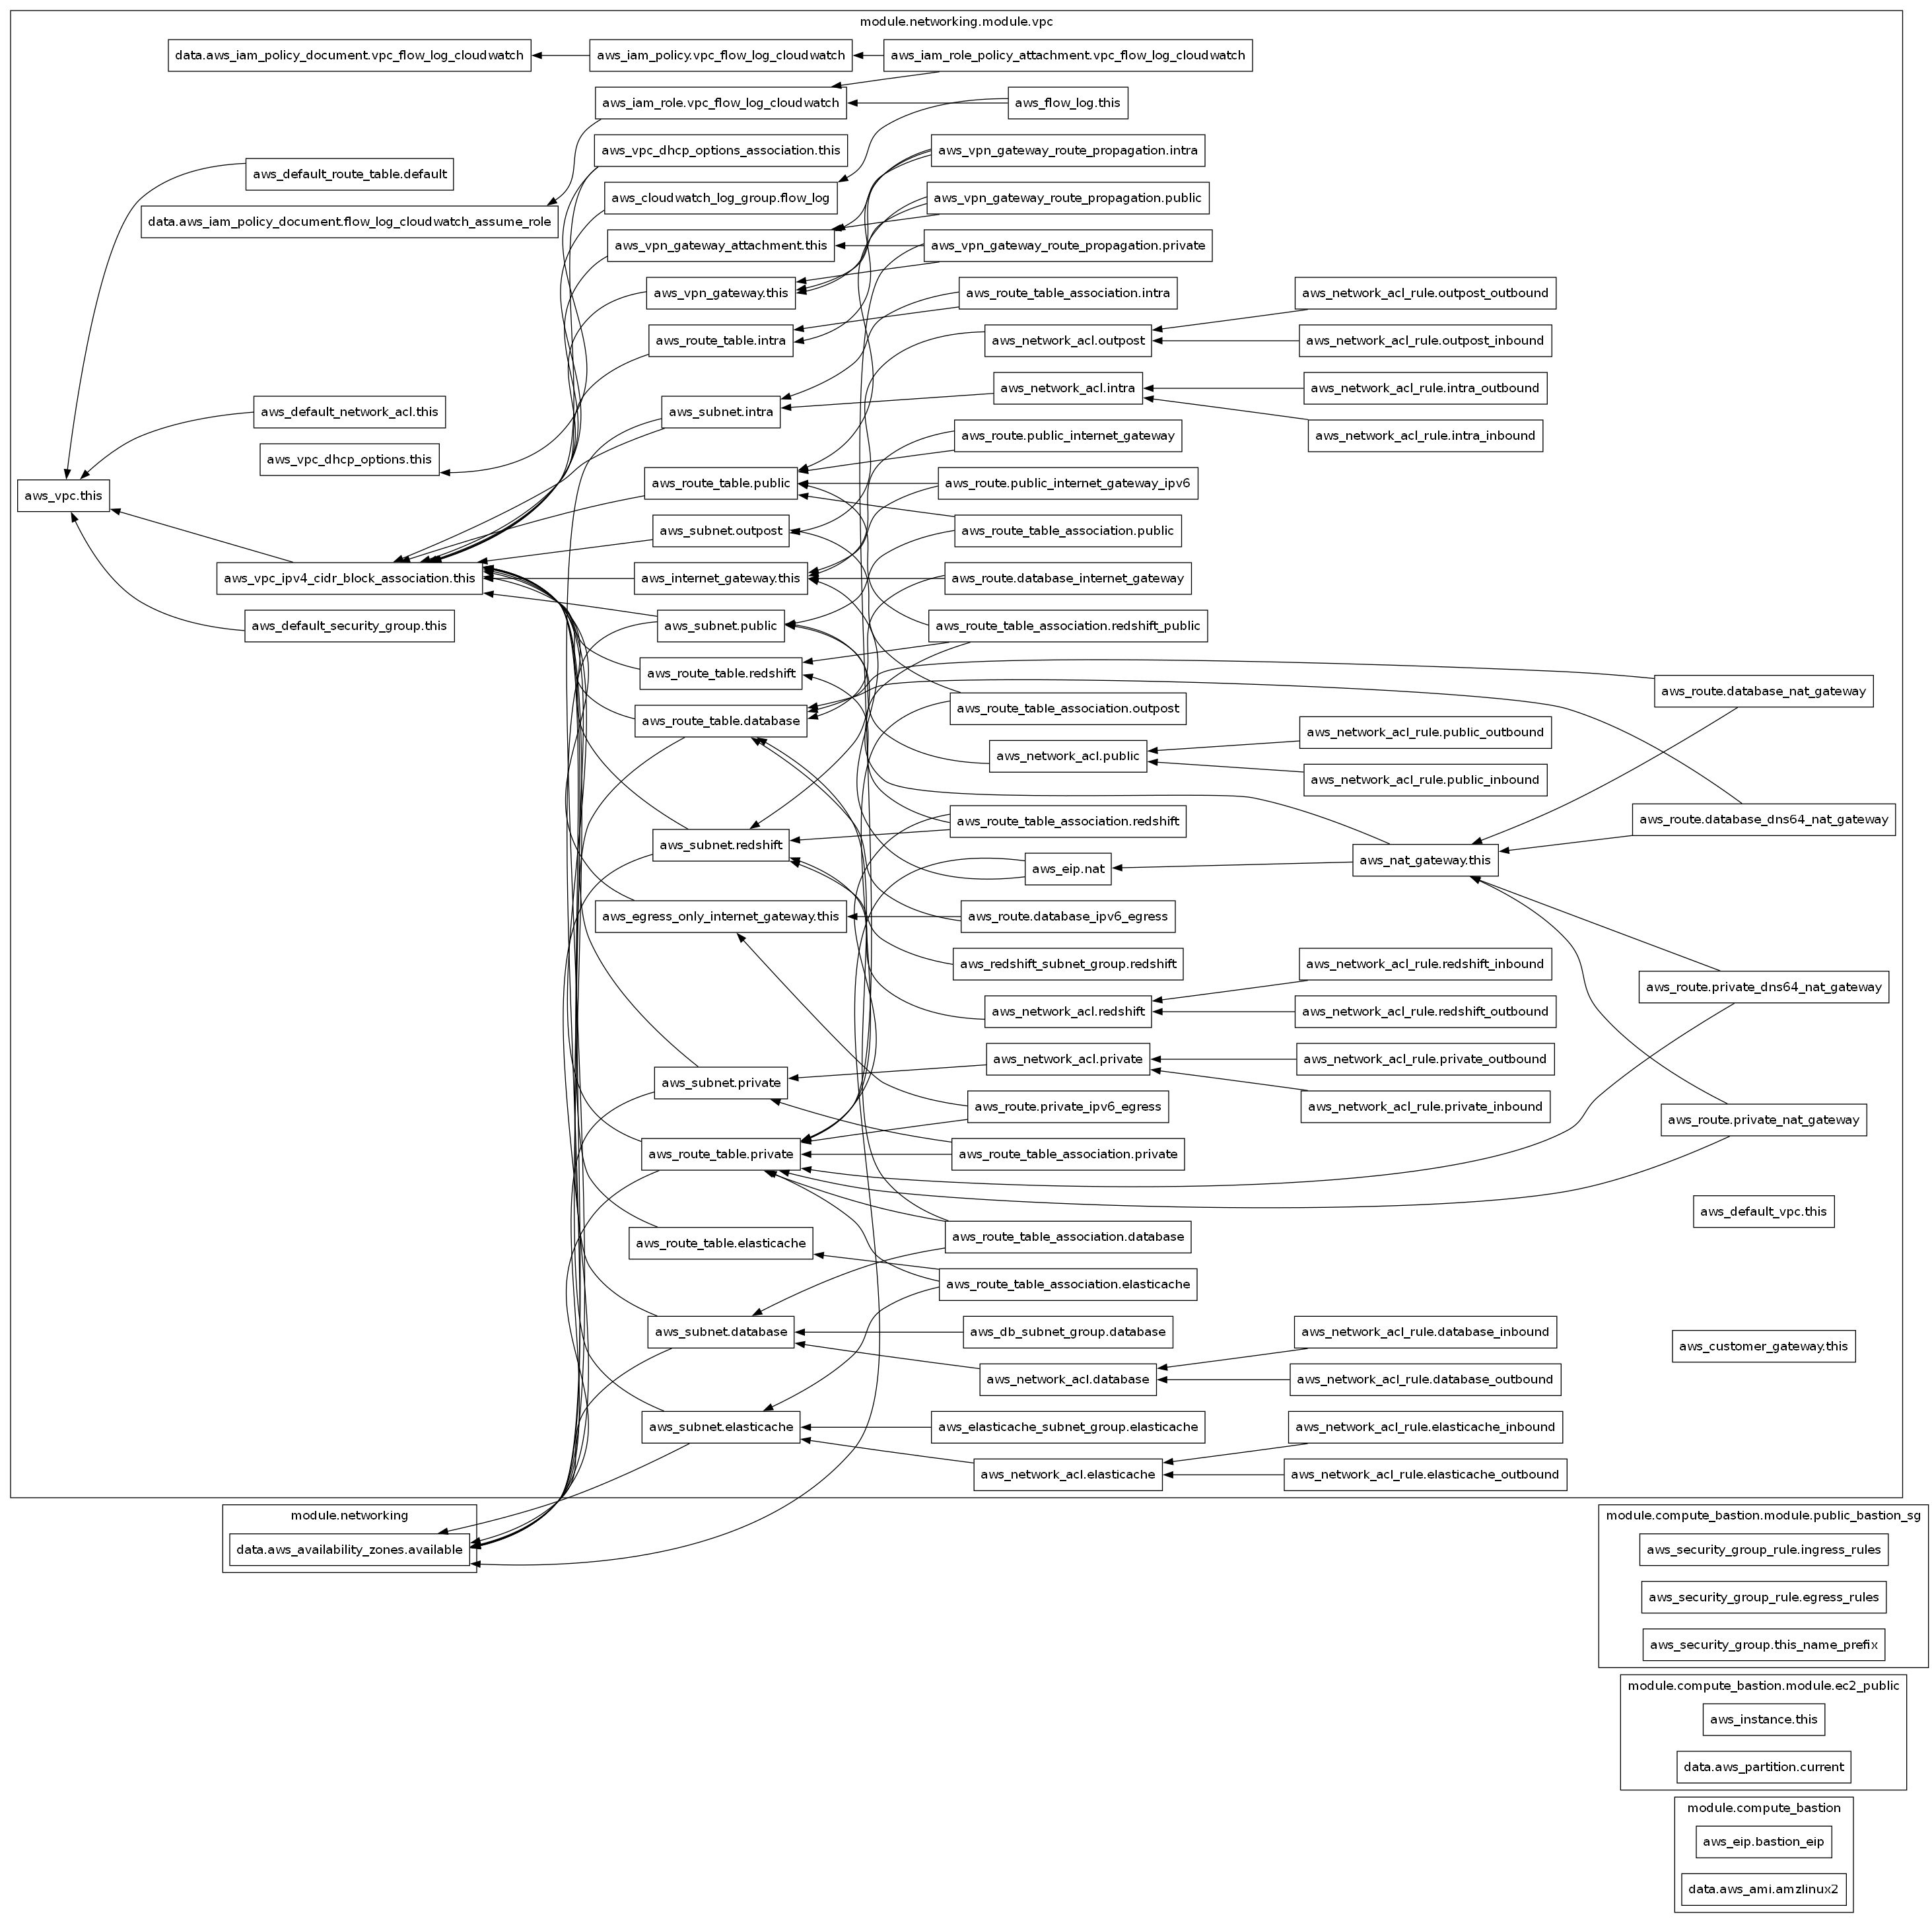 module.networking.module.vpc
data.aws_iam_policy_document.vpc_flow_log_cloudwatch
aws_iam_policy.vpc_flow_log_cloudwatch
aws_iam_role_policy_attachment.vpc_flow_log_cloudwatch
aws_iam_role.vpc_flow_log_cloudwatch
aws_flow_log.this
aws_vpc_dhcp_options_association.this
aws_vpn_gateway_route_propagation.intra
aws_default_route_table.default
aws_cloudwatch_log_group.flow_log
aws_vpn_gateway_route_propagation.public
data.aws_iam_policy_document.flow_log_cloudwatch_assume_role
aws_vpn_gateway_attachment.this
aws_vpn_gateway_route_propagation.private
aws_vpn_gateway.this
aws_route_table_association.intra
aws_network_acl_rule.outpost_outbound
aws_route_table.intra
aws_network_acl.outpost
aws_network_acl_rule.outpost_inbound
aws_network_acl.intra
aws_network_acl_rule.intra_outbound
aws_default_network_acl.this
aws_subnet.intra
aws_route.public_internet_gateway
aws_network_acl_rule.intra_inbound
aws_vpc_dhcp_options.this
aws_route_table.public
aws_route.public_internet_gateway_ipv6
aws_vpc.this
aws_subnet.outpost
aws_route_table_association.public
aws_vpc_ipv4_cidr_block_association.this
aws_internet_gateway.this
aws_route.database_internet_gateway
aws_default_security_group.this
aws_subnet.public
aws_route_table_association.redshift_public
aws_route_table.redshift
aws_route.database_nat_gateway
aws_route_table.database
aws_route_table_association.outpost
aws_network_acl_rule.public_outbound
aws_network_acl.public
aws_network_acl_rule.public_inbound
aws_route_table_association.redshift
aws_route.database_dns64_nat_gateway
aws_subnet.redshift
aws_eip.nat
aws_nat_gateway.this
aws_egress_only_internet_gateway.this
aws_route.database_ipv6_egress
aws_redshift_subnet_group.redshift
aws_network_acl_rule.redshift_inbound
aws_route.private_dns64_nat_gateway
aws_network_acl.redshift
aws_network_acl_rule.redshift_outbound
aws_network_acl.private
aws_network_acl_rule.private_outbound
aws_subnet.private
aws_route.private_ipv6_egress
aws_network_acl_rule.private_inbound
aws_route.private_nat_gateway
aws_route_table.private
aws_route_table_association.private
aws_default_vpc.this
aws_route_table.elasticache
aws_route_table_association.database
aws_route_table_association.elasticache
aws_subnet.database
aws_db_subnet_group.database
aws_network_acl_rule.database_inbound
aws_customer_gateway.this
aws_network_acl.database
aws_network_acl_rule.database_outbound
aws_subnet.elasticache
aws_elasticache_subnet_group.elasticache
aws_network_acl_rule.elasticache_inbound
aws_network_acl.elasticache
aws_network_acl_rule.elasticache_outbound
module.networking
data.aws_availability_zones.available
module.compute_bastion.module.public_bastion_sg
aws_security_group_rule.ingress_rules
aws_security_group_rule.egress_rules
aws_security_group.this_name_prefix
module.compute_bastion.module.ec2_public
aws_instance.this
data.aws_partition.current
module.compute_bastion
aws_eip.bastion_eip
data.aws_ami.amzlinux2